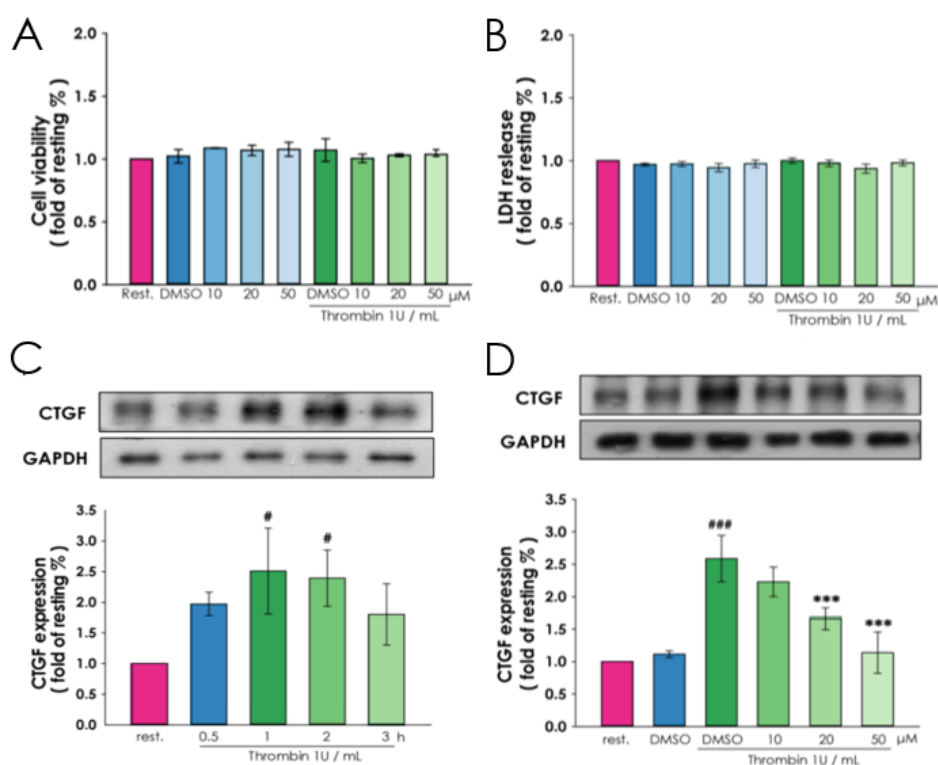 A
Cell viability
( fold of resting % )
2.0
1.5
1.0
0.5
0.0
Rest. DMSO 10 20 50 DMSO 10 20 50 μM
Thrombin 1U / mL
B
LDH reslease
( fold of resting % )
2.0
1.5
1.0
0.5
0.0
Rest. DMSO 10 20 50 DMSO 10 20 50 μM
Thrombin 1U / mL
C
CTGF
GAPDH
CTGF expression
( fold of resting % )
3.5
3.0
2.5
2.0
1.5
1.0
0.5
0.0
# #
rest. 0.5 1 2 3 h
Thrombin 1U / mL
D
CTGF
GAPDH
CTGF expression
( fold of resting % )
3.5
3.0
2.5
2.0
1.5
1.0
0.5
0.0
###
*** ***
rest. DMSO DMSO 10 20 50 μM
Thrombin 1U / mL